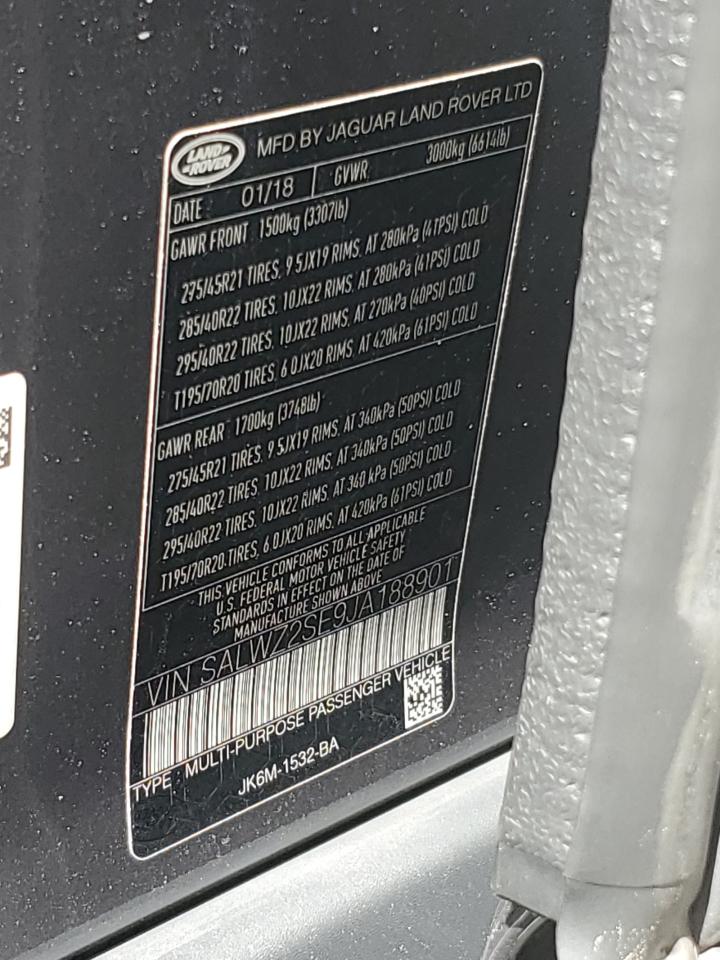 LAND ROVER
MFD BY JAGUAR LAND ROVER LTD
DATE 01/18 GVWR 3000kg (6614lb)
GAWR FRONT 1500kg (3307lb)
275/45R21 TIRES, 9 5JX19 RIMS, AT 280kPa (41PSI) COLD
285/40R22 TIRES, 10JX22 RIMS, AT 280kPa (41PSI) COLD
295/40R22 TIRES, 10JX22 RIMS, AT 270kPa (40PSI) COLD
T195/70R20 TIRES, 6 0JX20 RIMS, AT 420kPa (61PSI) COLD
GAWR REAR 1700kg (3748lb)
275/45R21 TIRES, 9 5JX19 RIMS, AT 340kPa (50PSI) COLD
285/40R22 TIRES, 10JX22 RIMS, AT 340kPa (50PSI) COLD
295/40R22 TIRES, 10JX22 RIMS, AT 340 kPa (50PSI) COLD
T195/70R20 TIRES, 6 0JX20 RIMS, AT 420kPa (61PSI) COLD
THIS VEHICLE CONFORMS TO ALL APPLICABLE
U.S. FEDERAL MOTOR VEHICLE SAFETY
STANDARDS IN EFFECT ON THE DATE OF
MANUFACTURE SHOWN ABOVE
VIN SALWZ2SE9JA188901
TYPE : MULTI-PURPOSE PASSENGER VEHICLE
JK6M-1532-BA